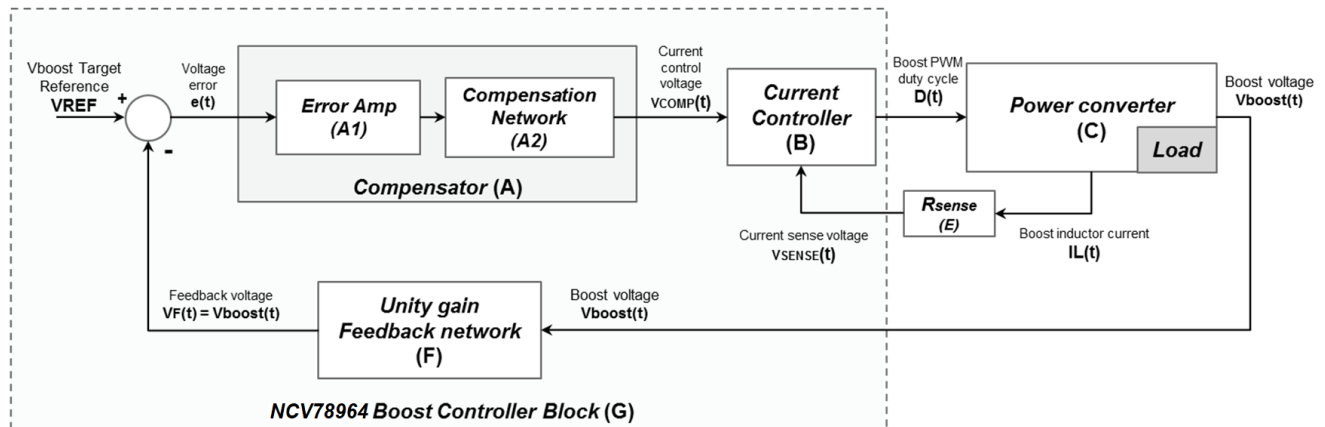 Vboost Target
Reference
VREF
+
-
Voltage
error
e(t)
Error Amp
(A1)
Compensation
Network
(A2)
Compensator (A)
Current
control
voltage
VCOMP(t)
Current
Controller
(B)
Boost PWM
duty cycle
D(t)
Power converter
(C)
Load
Boost voltage
Vboost(t)
Rsense
(E)
Current sense voltage
VSENSE(t)
Boost inductor current
IL(t)
Feedback voltage
VF(t) = Vboost(t)
Unity gain
Feedback network
(F)
Boost voltage
Vboost(t)
NCV78964 Boost Controller Block (G)